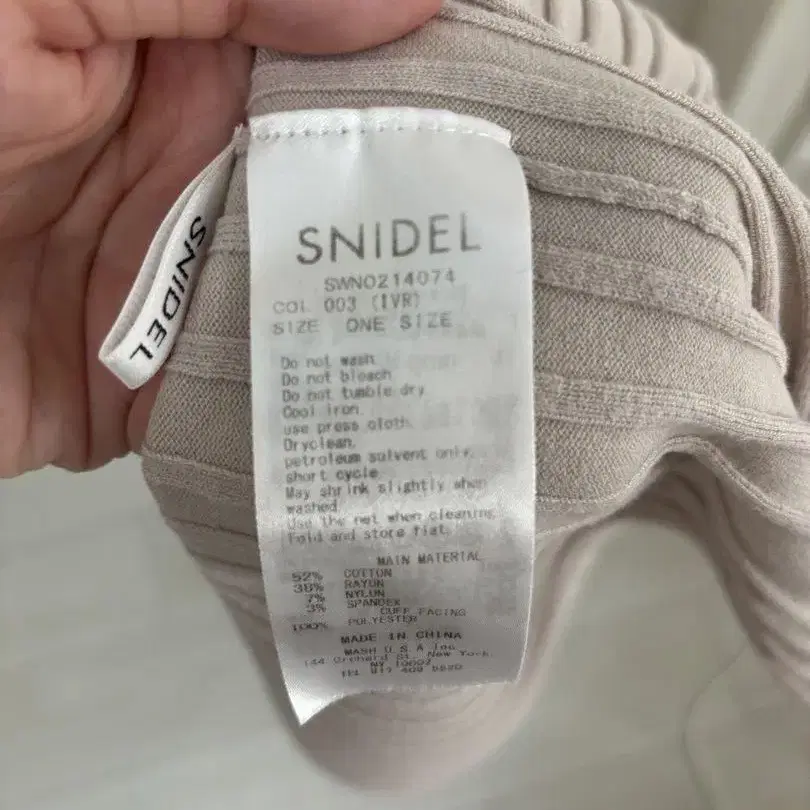 SNIDEL
SWNO214074
COL 003 (IVR)
SIZE ONE SIZE
Do not wash
Do not bleach
Do not tumble dry
Cool iron.
use press cloth.
Dryclean.
petroleum solvent only.
short cycle
May shrink slightly when
washed.
Use the net when cleaning.
Fold and store flat.
MAIN MATERIAL
52% COTTON
38% RAYON
7% NYLON
3% SPANDEX
CUFF FACING
100% POLYESTER
MADE IN CHINA
MASH U S A Inc.
144 Orchard St. New York.
NY 10002
TEL
SNIDEL